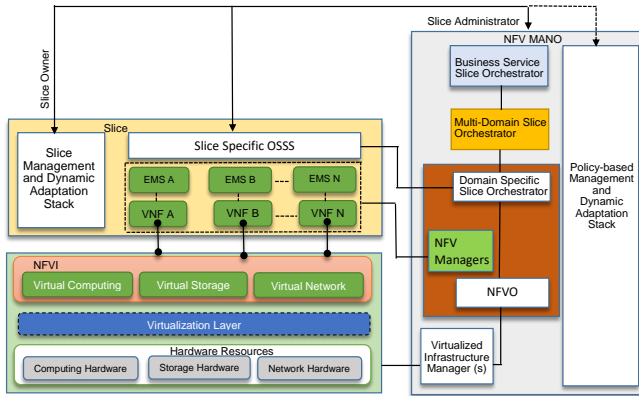 Slice Administrator
NFV MANO
Slice Owner
Business Service
Slice Orchestrator
Multi-Domain Slice
Orchestrator
Slice
Slice
Management
and Dynamic
Adaptation
Stack
Slice Specific OSSS
EMS A
EMS B
EMS N
VNF A
VNF B
VNF N
Domain Specific
Slice Orchestrator
NFV
Managers
NFVO
Policy-based
Management
and Dynamic
Adaptation
Stack
NFVI
Virtual Computing
Virtual Storage
Virtual Network
Virtualization Layer
Hardware Resources
Computing Hardware
Storage Hardware
Network Hardware
Virtualized
Infrastructure
Manager (s)